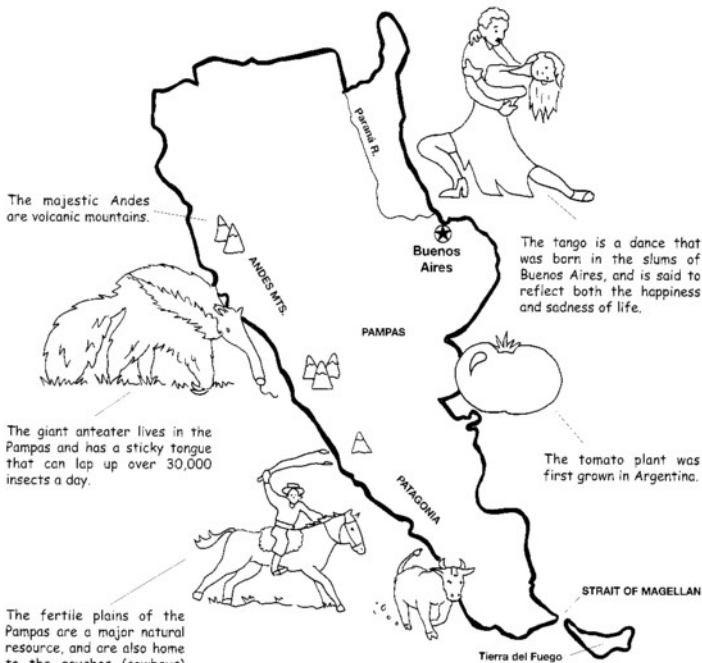 Paraná R.
The majestic Andes
are volcanic mountains.
Buenos
Aires
ANDES MTS.
The tango is a dance that
was born in the slums of
Buenos Aires, and is said to
reflect both the happiness
and sadness of life.
PAMPAS
The giant anteater lives in the
Pampas and has a sticky tongue
that can lap up over 30,000
insects a day.
The tomato plant was
first grown in Argentina.
PATAGONIA
STRAIT OF MAGELLAN
The fertile plains of the
Pampas are a major natural
resource, and are also home
to the gauchos (cowboys)
Tierra del Fuego